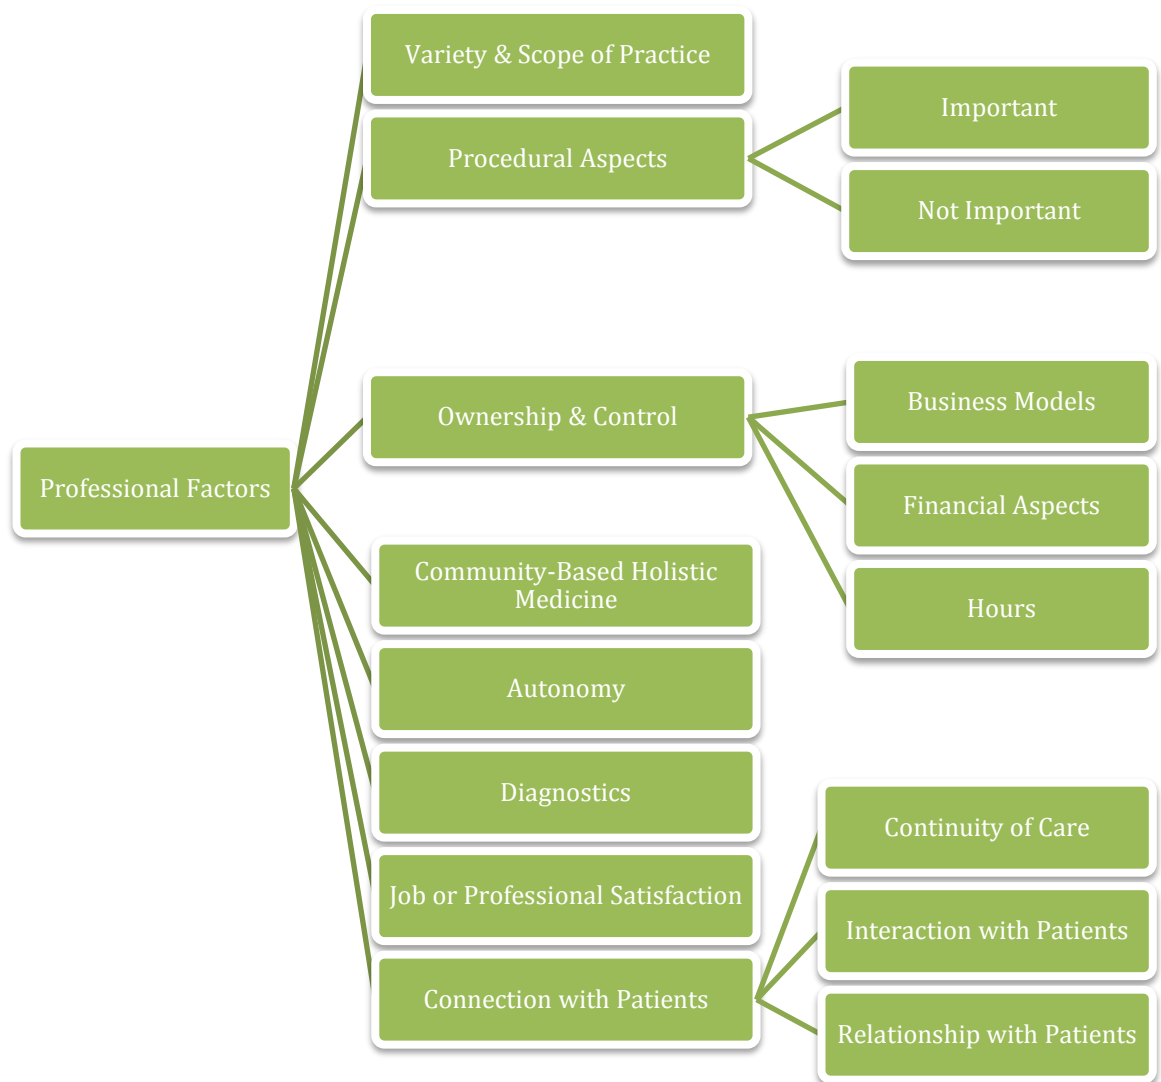 Professional Factors
Variety & Scope of Practice
Procedural Aspects
Important
Not Important
Ownership & Control
Business Models
Financial Aspects
Hours
Community-Based Holistic
Medicine
Autonomy
Diagnostics
Job or Professional Satisfaction
Connection with Patients
Continuity of Care
Interaction with Patients
Relationship with Patients